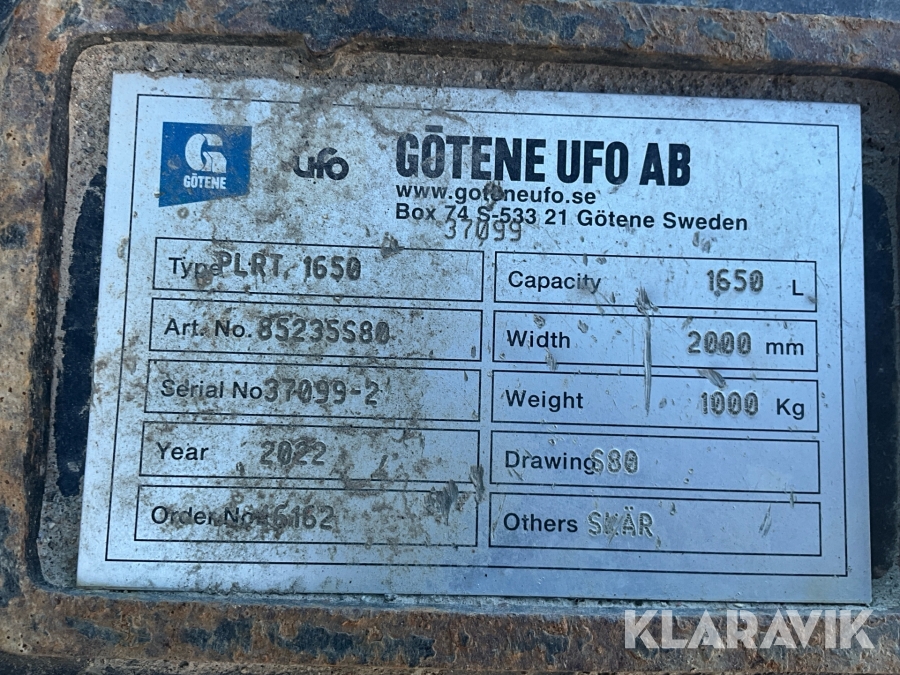 GÖTENE
ufo
GÖTENE UFO AB
www.goteneufo.se
Box 74 S-533 21 Götene Sweden
37099
Type PLRT 1650
Capacity 1650 L
Art. No. 85235S80
Width 2000 mm
Serial No 37099-2
Weight 1000 Kg
Year 2022
Drawing S80
Order No 46162
Others SKÄR
KLARAVIK